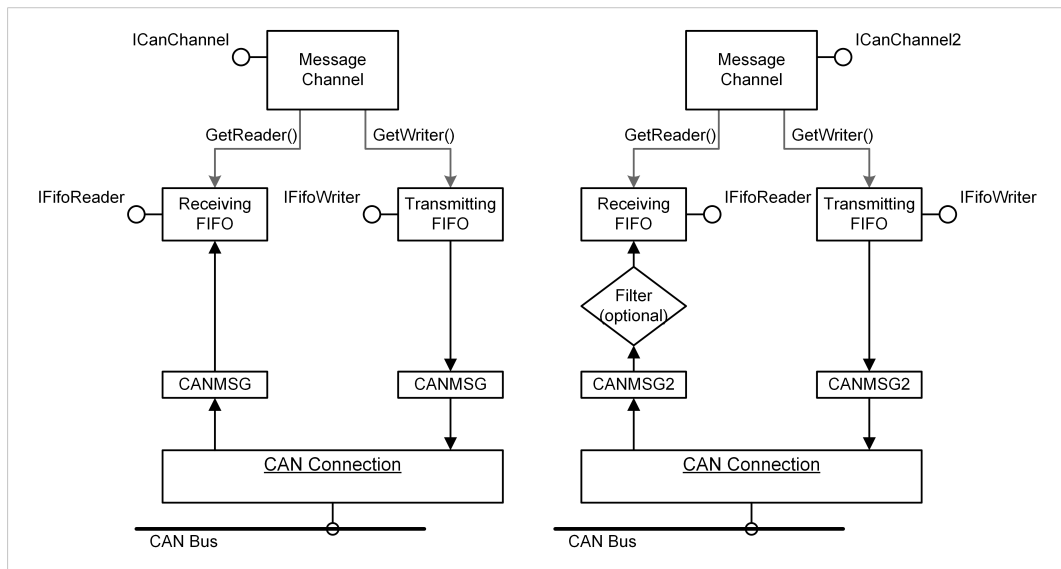 ICanChannel
Message
Channel
GetReader()
GetWriter()
IFifoReader
Receiving
FIFO
IFifoWriter
Transmitting
FIFO
CANMSG
CANMSG
CAN Connection
CAN Bus
ICanChannel2
Message
Channel
GetReader()
GetWriter()
Receiving
FIFO
IFifoReader
Transmitting
FIFO
IFifoWriter
Filter
(optional)
CANMSG2
CANMSG2
CAN Connection
CAN Bus